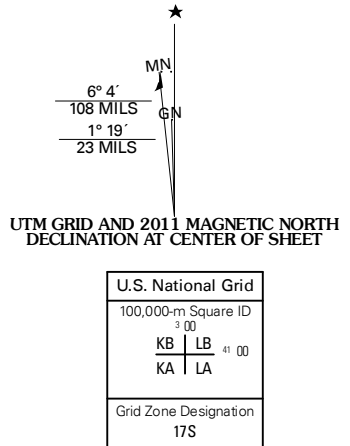 ★
MN
6° 4´
108 MILS
GN
1° 19´
23 MILS
UTM GRID AND 2011 MAGNETIC NORTH
DECLINATION AT CENTER OF SHEET
U.S. National Grid
100,000-m Square ID
3 00
KB LB 41 00
KA LA
Grid Zone Designation
17S